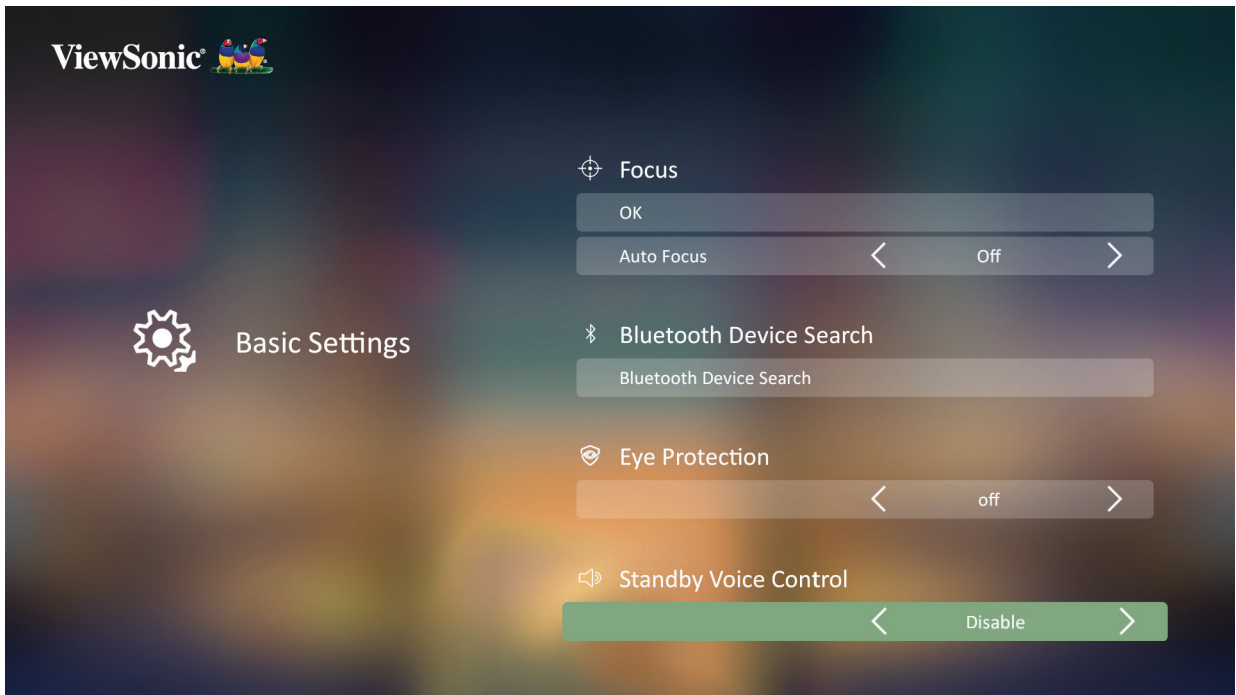 ViewSonic®
Focus
OK
Auto Focus Off
Basic Settings
Bluetooth Device Search
Bluetooth Device Search
Eye Protection
off
Standby Voice Control
Disable